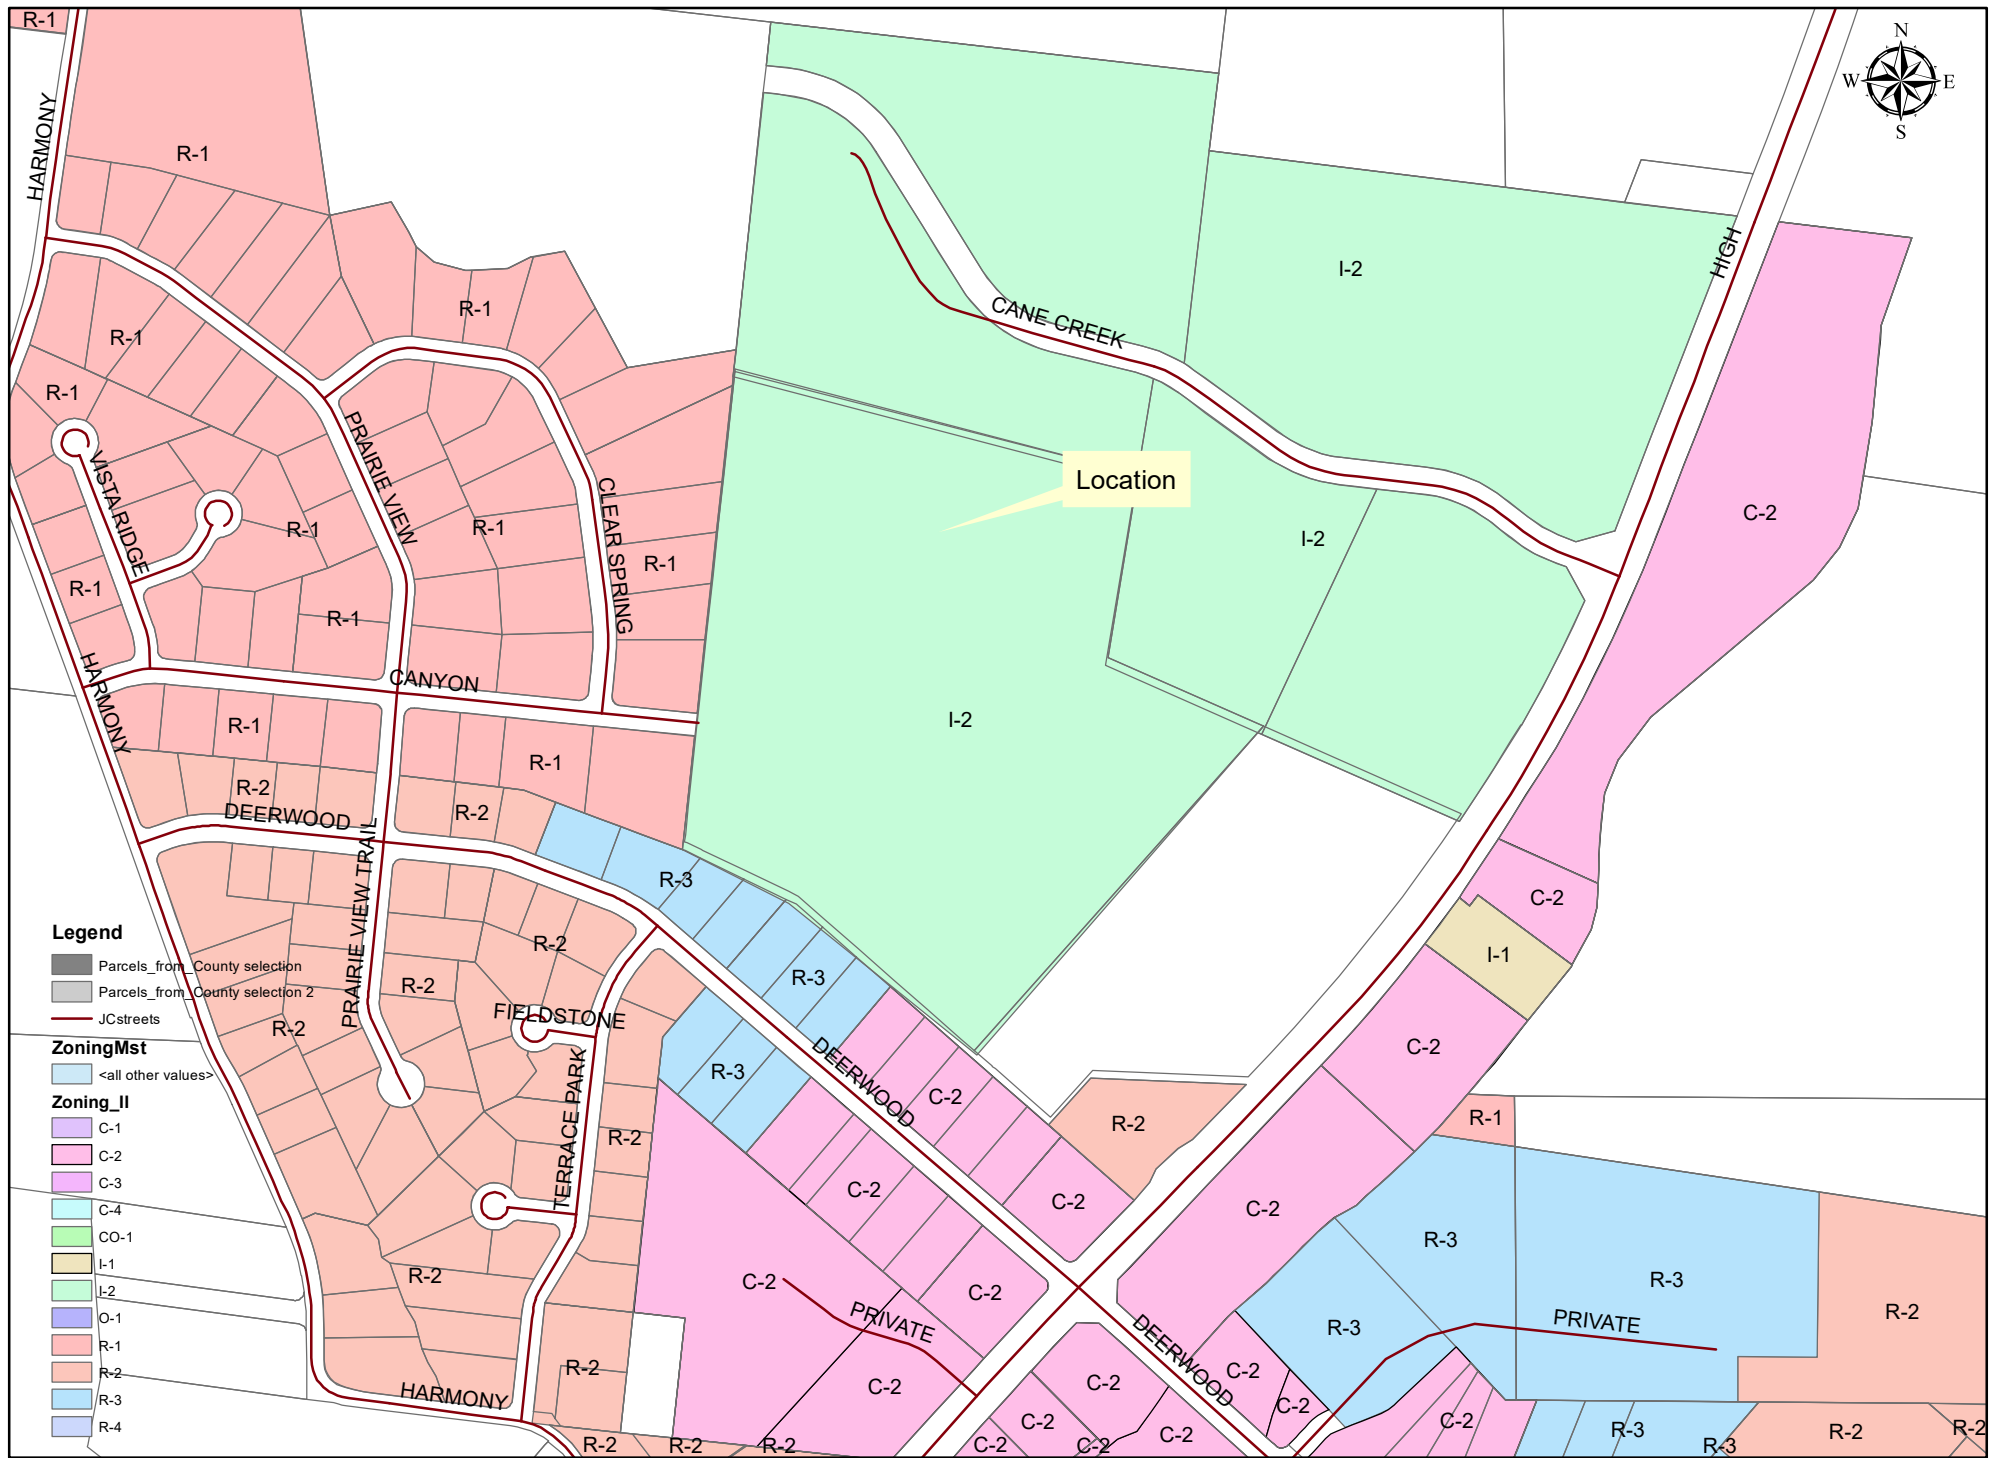 R-1
N
W E
S
HARMONY
R-1
HIGH
I-2
R-1
CANE CREEK
R-1
R-1
PRAIRIE VIEW
Location
C-2
VISTA RIDGE
CLEAR SPRING
R-1
R-1
I-2
R-1
R-1
R-1
HARMONY
CANYON
I-2
R-1
R-1
R-2
R-2
DEERWOOD
PRAIRIE VIEW TRAIL
R-3
C-2
R-2
I-1
R-3
R-2
FIELDSTONE
R-2
C-2
DEERWOOD
R-3
TERRACE PARK
C-2
R-2
R-1
R-2
C-2
C-2
C-2
R-3
R-2
C-2
C-2
R-3
R-2
PRIVATE
R-3
PRIVATE
DEERWOOD
R-2
C-2
C-2
C-2
C-2
HARMONY
C-2
C-2
C-2
R-3
R-2
R-2
R-2
R-2
R-2
C-2
C-2
C-2
R-3
Legend
Parcels_from_County selection
Parcels_from_County selection 2
JCstreets
ZoningMst
<all other values>
Zoning_II
C-1
C-2
C-3
C-4
CO-1
I-1
I-2
O-1
R-1
R-2
R-3
R-4